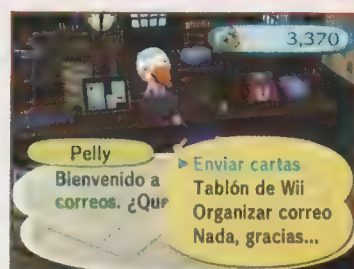 3,370
Pelly
Bienvenido a
correos. ¿Que
Enviar cartas
Tablón de Wii
Organizar correo
Nada, gracias...